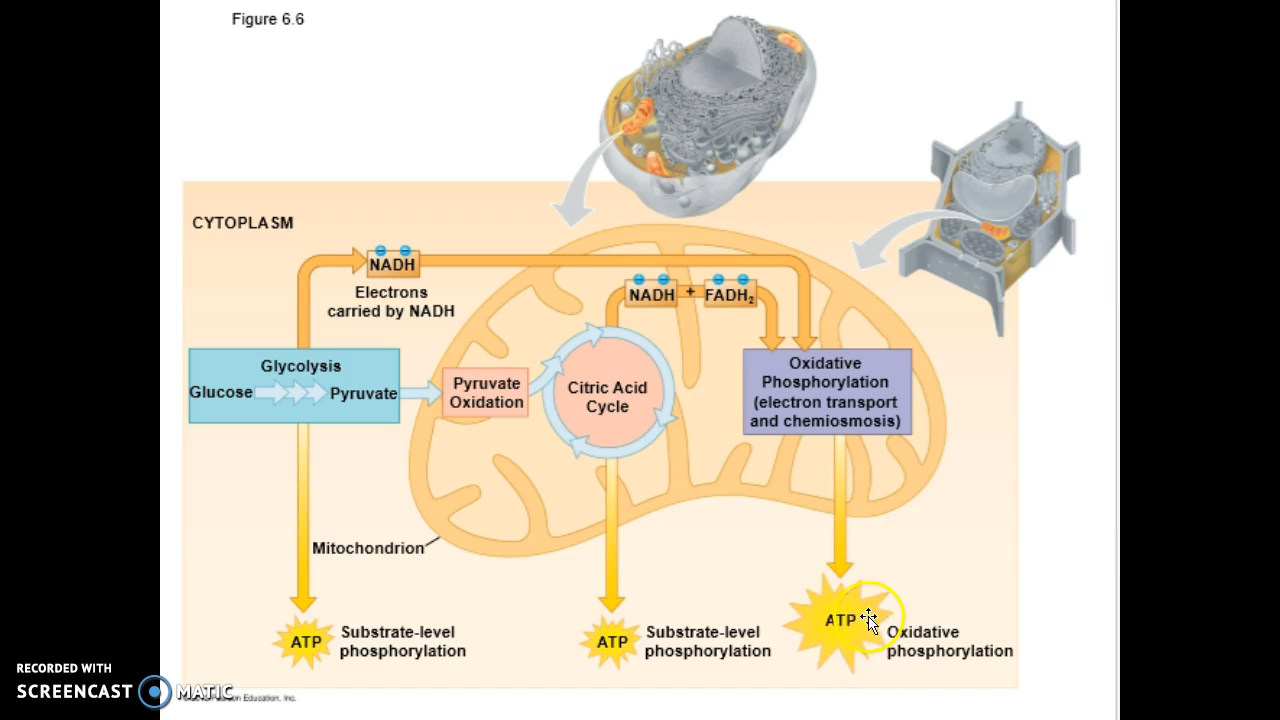 Figure 6.6
CYTOPLASM
NADH
Electrons
carried by NADH
NADH + FADH₂
Glycolysis
Glucose Pyruvate
Pyruvate
Oxidation
Citric Acid
Cycle
Oxidative
Phosphorylation
(electron transport
and chemiosmosis)
Mitochondrion
ATP
Substrate-level
phosphorylation
ATP
Substrate-level
phosphorylation
ATP
Oxidative
phosphorylation
RECORDED WITH
SCREENCAST MATIC
Education, Inc.